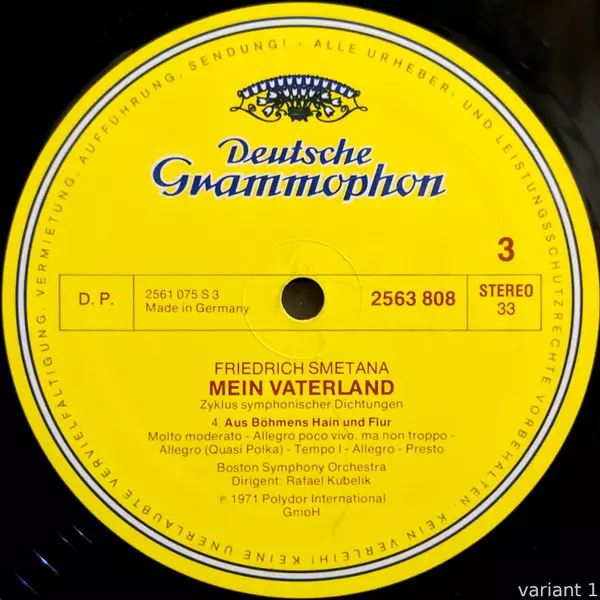 KEINE UNERLAUBTE VERVIELFÄLTIGUNG, VERMIETUNG, AUFFÜHRUNG, SENDUNG! - ALLE URHEBER- UND LEISTUNGSSCHUTZRECHTE VORBEHALTEN. KEIN VERLEIH!
Deutsche
Grammophon
3
D. P.
2561 075 S 3
Made in Germany
2563 808
STEREO
33
FRIEDRICH SMETANA
MEIN VATERLAND
Zyklus symphonischer Dichtungen
4. Aus Böhmens Hain und Flur
Molto moderato - Allegro poco vivo, ma non troppo -
Allegro (Quasi Polka) - Tempo I - Allegro - Presto
Boston Symphony Orchestra
Dirigent: Rafael Kubelik
℗ 1971 Polydor International
GmbH
variant 1